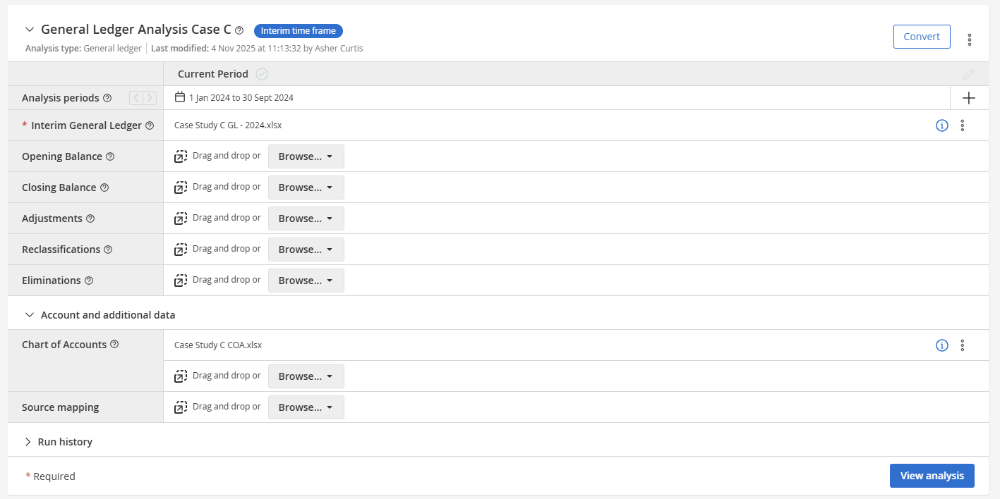 General Ledger Analysis Case C Interim time frame
Convert
Analysis type: General ledger Last modified: 4 Nov 2025 at 11:13:32 by Asher Curtis
Current Period
Analysis periods 1 Jan 2024 to 30 Sept 2024
* Interim General Ledger Case Study C GL - 2024.xlsx
Opening Balance Drag and drop or Browse...
Closing Balance Drag and drop or Browse...
Adjustments Drag and drop or Browse...
Reclassifications Drag and drop or Browse...
Eliminations Drag and drop or Browse...
Account and additional data
Chart of Accounts Case Study C COA.xlsx
Drag and drop or Browse...
Source mapping Drag and drop or Browse...
Run history
* Required View analysis